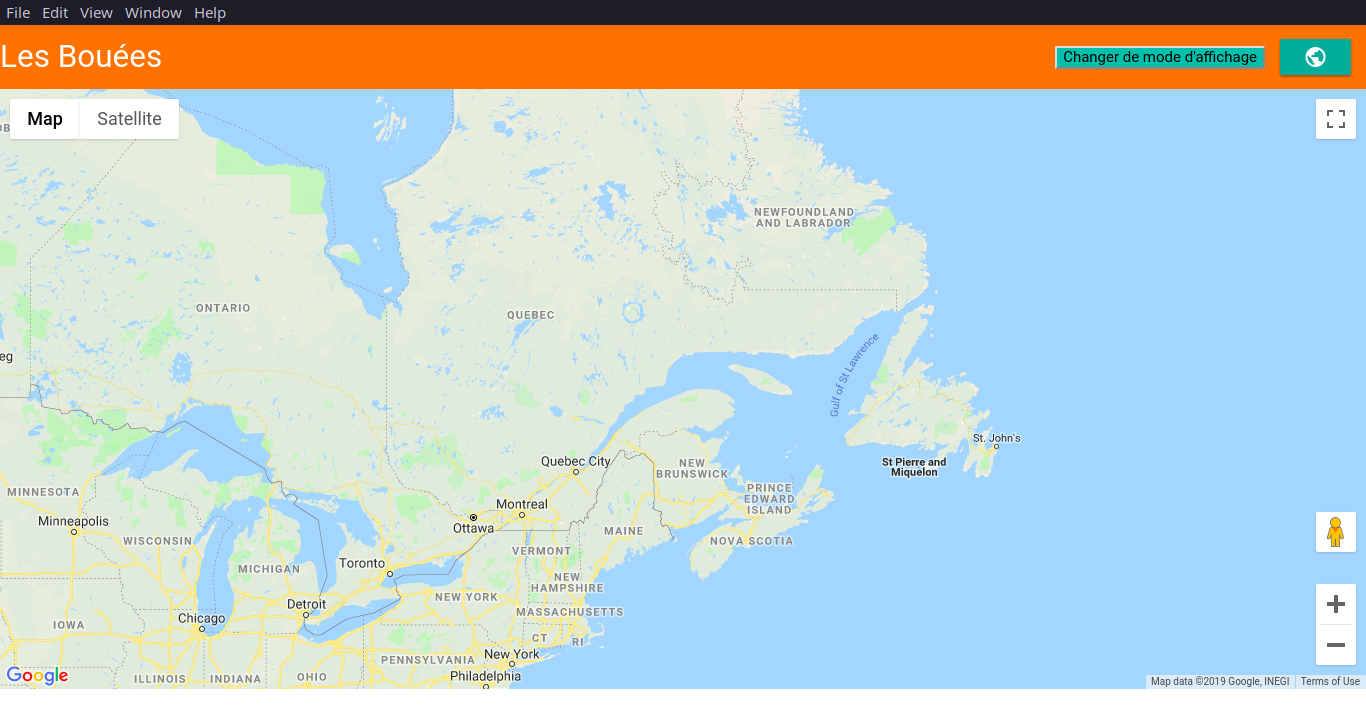 File Edit View Window Help
Les Bouées
Changer de mode d'affichage
Map Satellite
NEWFOUNDLAND
AND LABRADOR
ONTARIO
QUEBEC
eg
Gulf of St Lawrence
St. John's
St Pierre and
Miquelon
Quebec City
NEW
BRUNSWICK
PRINCE
EDWARD
ISLAND
MINNESOTA
Montreal
Minneapolis
Ottawa
MAINE
WISCONSIN
NOVA SCOTIA
VERMONT
Toronto
MICHIGAN
NEW
HAMPSHIRE
NEW YORK
Detroit
MASSACHUSETTS
Chicago
IOWA
CT
RI
New York
PENNSYLVANIA
Philadelphia
ILLINOIS
INDIANA
OHIO
Google
Map data ©2019 Google, INEGI
Terms of Use